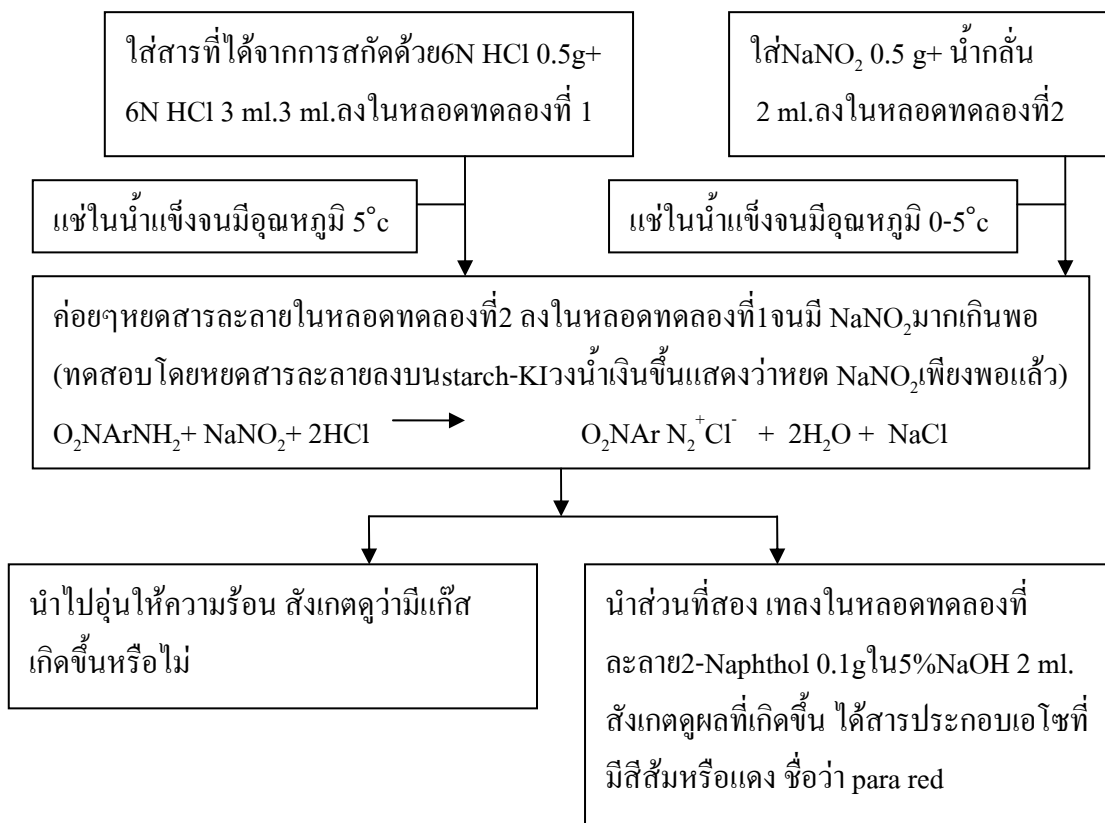 ใส่สารที่ได้จากการสกัดด้วย6N HCl 0.5g+
6N HCl 3 ml.3 ml.ลงในหลอดทดลองที่ 1
ใส่NaNO₂ 0.5 g+ น้ำกลั่น
2 ml.ลงในหลอดทดลองที่2
แช่ในน้ำแข็งจนมีอุณหภูมิ 5°c
แช่ในน้ำแข็งจนมีอุณหภูมิ 0-5°c
ค่อยๆหยดสารละลายในหลอดทดลองที่2 ลงในหลอดทดลองที่1จนมี NaNO₂มากเกินพอ
(ทดสอบโดยหยดสารละลายลงบนstarch-KIวงน้ำเงินขึ้นแสดงว่าหยด NaNO₂เพียงพอแล้ว)
O₂NArNH₂+ NaNO₂+ 2HCl ⟶ O₂NAr N₂⁺Cl⁻ + 2H₂O + NaCl
นำไปอุ่นให้ความร้อน สังเกตดูว่ามีแก๊ส
เกิดขึ้นหรือไม่
นำส่วนที่สอง เทลงในหลอดทดลองที่
ละลาย2-Naphthol 0.1gใน5%NaOH 2 ml.
สังเกตดูผลที่เกิดขึ้น ได้สารประกอบเอโซที่
มีสีส้มหรือแดง ชื่อว่า para red